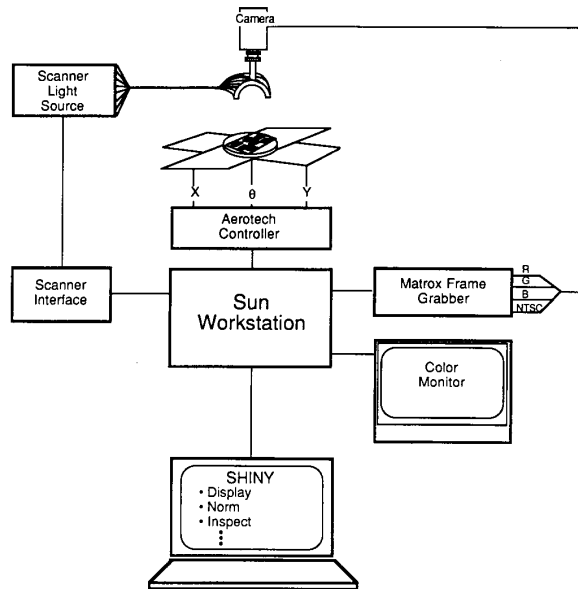 Camera
Scanner
Light
Source
X
θ
Y
Aerotech
Controller
Scanner
Interface
Sun
Workstation
Matrox Frame
Grabber
R
G
B
NTSC
Color
Monitor
SHINY
• Display
• Norm
• Inspect